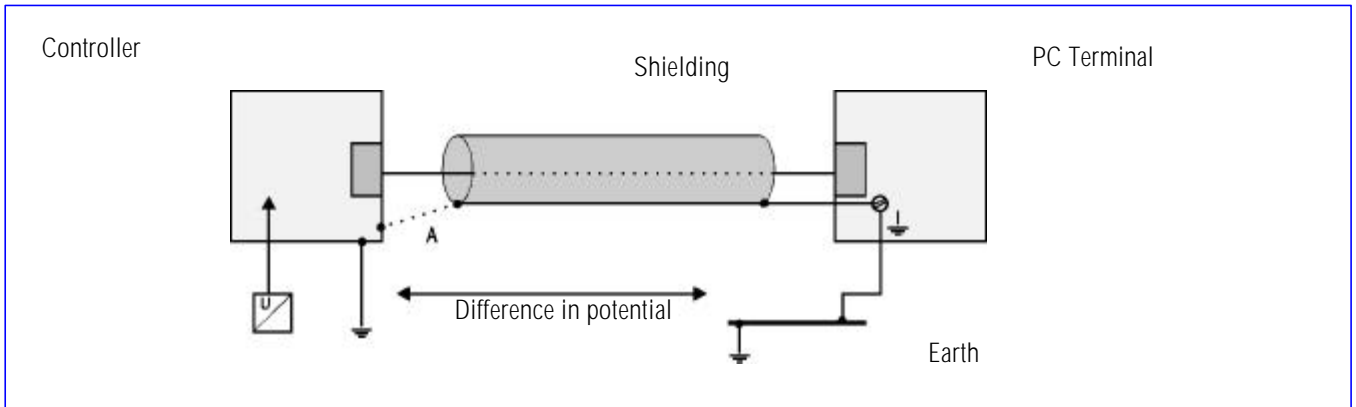 Controller
Shielding
PC Terminal
A
U
Difference in potential
Earth